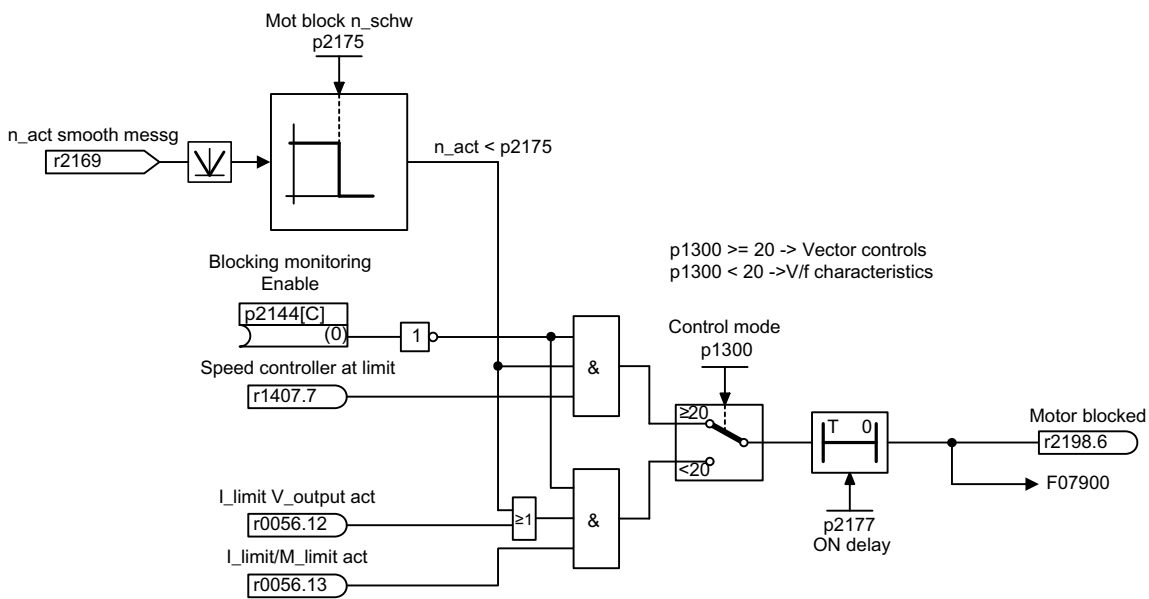 Mot block n_schw
p2175
n_act smooth messg
r2169
n_act < p2175
p1300 >= 20 -> Vector controls
p1300 < 20 ->V/f characteristics
Blocking monitoring
Enable
p2144[C]
(0)
1
Speed controller at limit
r1407.7
&
Control mode
p1300
≥20
<20
T 0
Motor blocked
r2198.6
F07900
p2177
ON delay
I_limit V_output act
r0056.12
≥1
&
I_limit/M_limit act
r0056.13